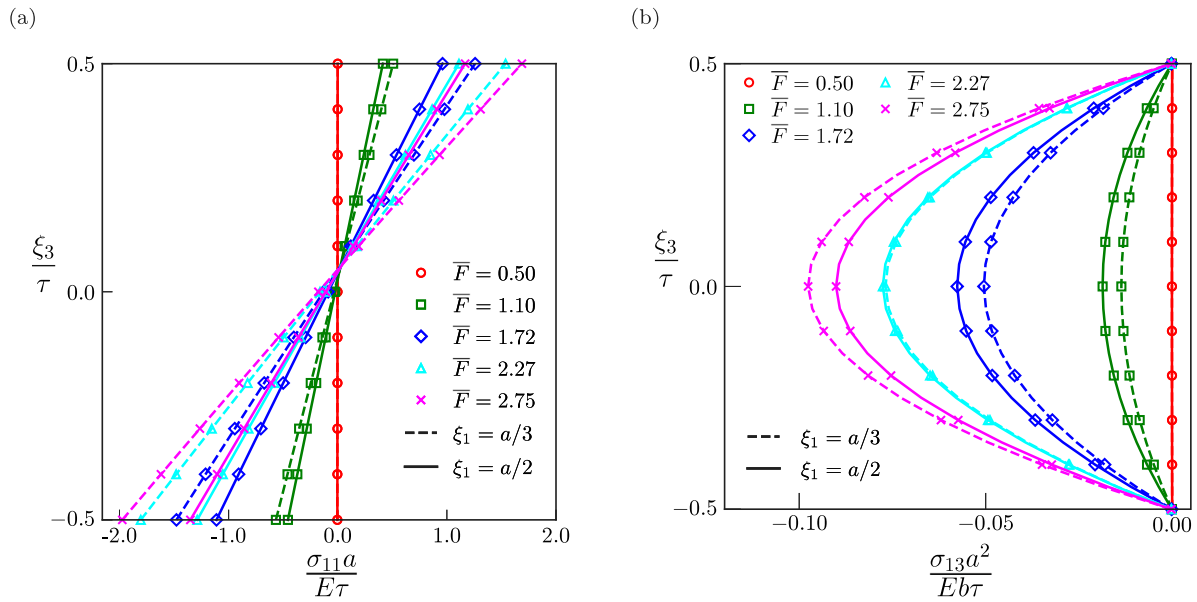 (a)
0.5
0.0
−0.5
ξ₃/τ
F̅ = 0.50
F̅ = 1.10
F̅ = 1.72
F̅ = 2.27
F̅ = 2.75
ξ₁ = a/3
ξ₁ = a/2
-2.0 -1.0 0.0 1.0 2.0
σ₁₁a/Eτ
(b)
0.5
0.0
−0.5
ξ₃/τ
F̅ = 0.50 F̅ = 2.27
F̅ = 1.10 F̅ = 2.75
F̅ = 1.72
ξ₁ = a/3
ξ₁ = a/2
−0.10 −0.05 0.00
σ₁₃a²/Ebτ